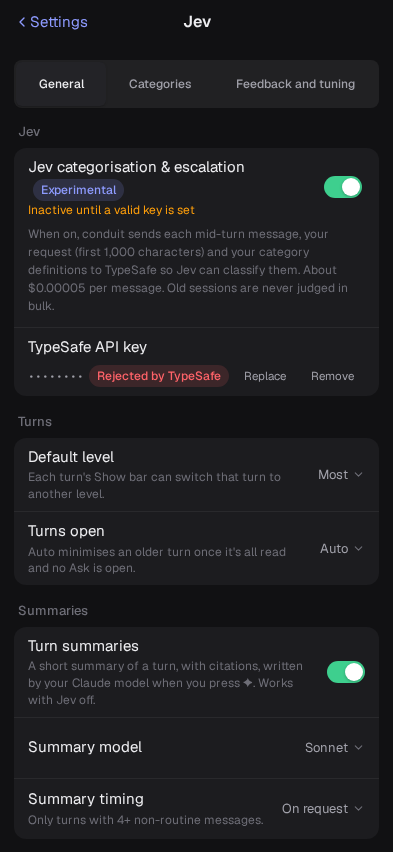 Settings
Jev
General
Categories
Feedback and tuning
Jev
Jev categorisation & escalation
Experimental
Inactive until a valid key is set
When on, conduit sends each mid-turn message, your
request (first 1,000 characters) and your category
definitions to TypeSafe so Jev can classify them. About
$0.00005 per message. Old sessions are never judged in
bulk.
TypeSafe API key
•••••••• Rejected by TypeSafe Replace Remove
Turns
Default level
Each turn's Show bar can switch that turn to
another level.
Most
Turns open
Auto minimises an older turn once it's all read
and no Ask is open.
Auto
Summaries
Turn summaries
A short summary of a turn, with citations, written
by your Claude model when you press ✦. Works
with Jev off.
Summary model
Sonnet
Summary timing
Only turns with 4+ non-routine messages.
On request